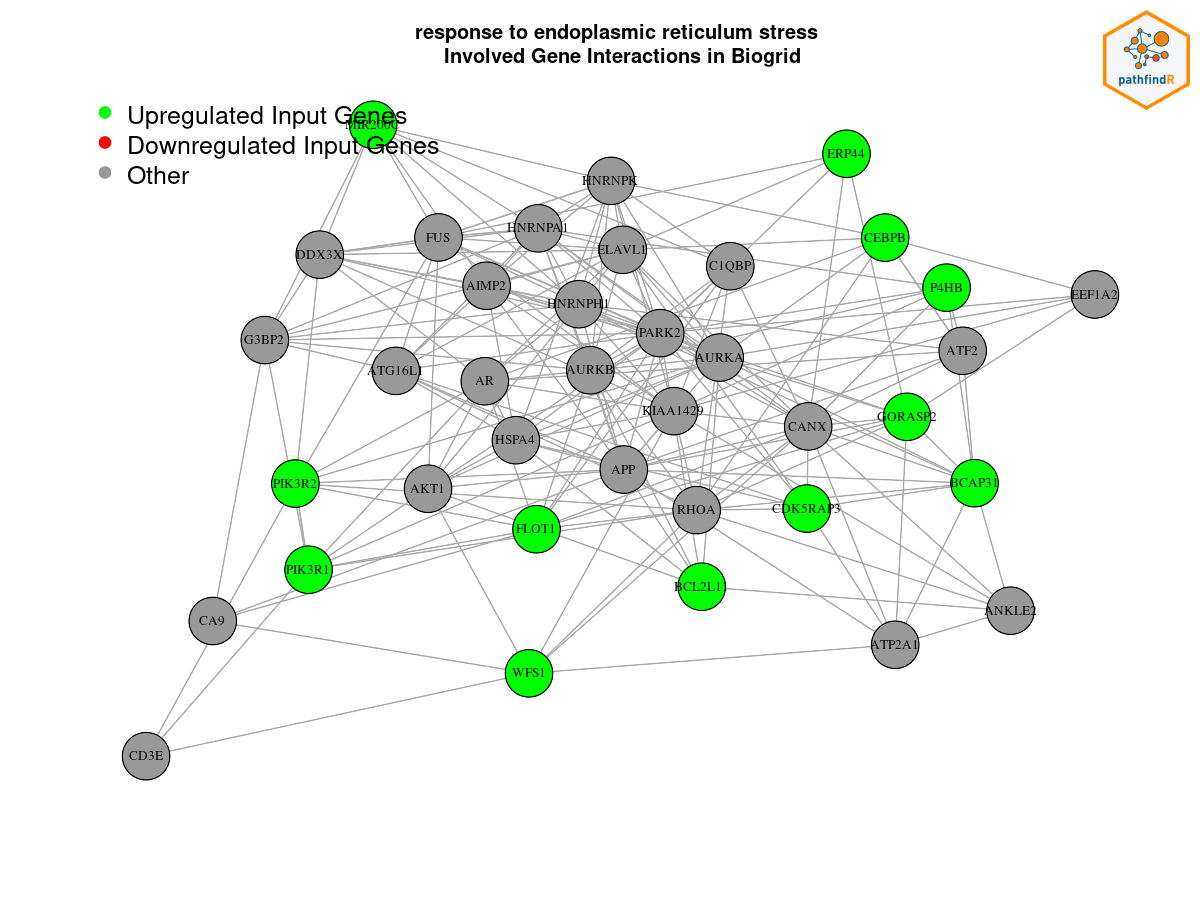 response to endoplasmic reticulum stress
Involved Gene Interactions in Biogrid
pathfindR
Upregulated Input Genes
Downregulated Input Genes
Other
MIR200C
ERP44
HNRNPK
HNRNPA1
FUS
CEBPB
ELAVL1
DDX3X
C1QBP
AIMP2
P4HB
EEF1A2
HNRNPH1
PARK2
G3BP2
ATF2
AURKA
ATG16L1
AURKB
AR
KIAA1429
GORASP2
CANX
HSPA4
APP
PIK3R2
BCAP31
AKT1
CDK5RAP3
RHOA
FLOT1
PIK3R1
BCL2L11
ANKLE2
CA9
ATP2A1
WFS1
CD3E